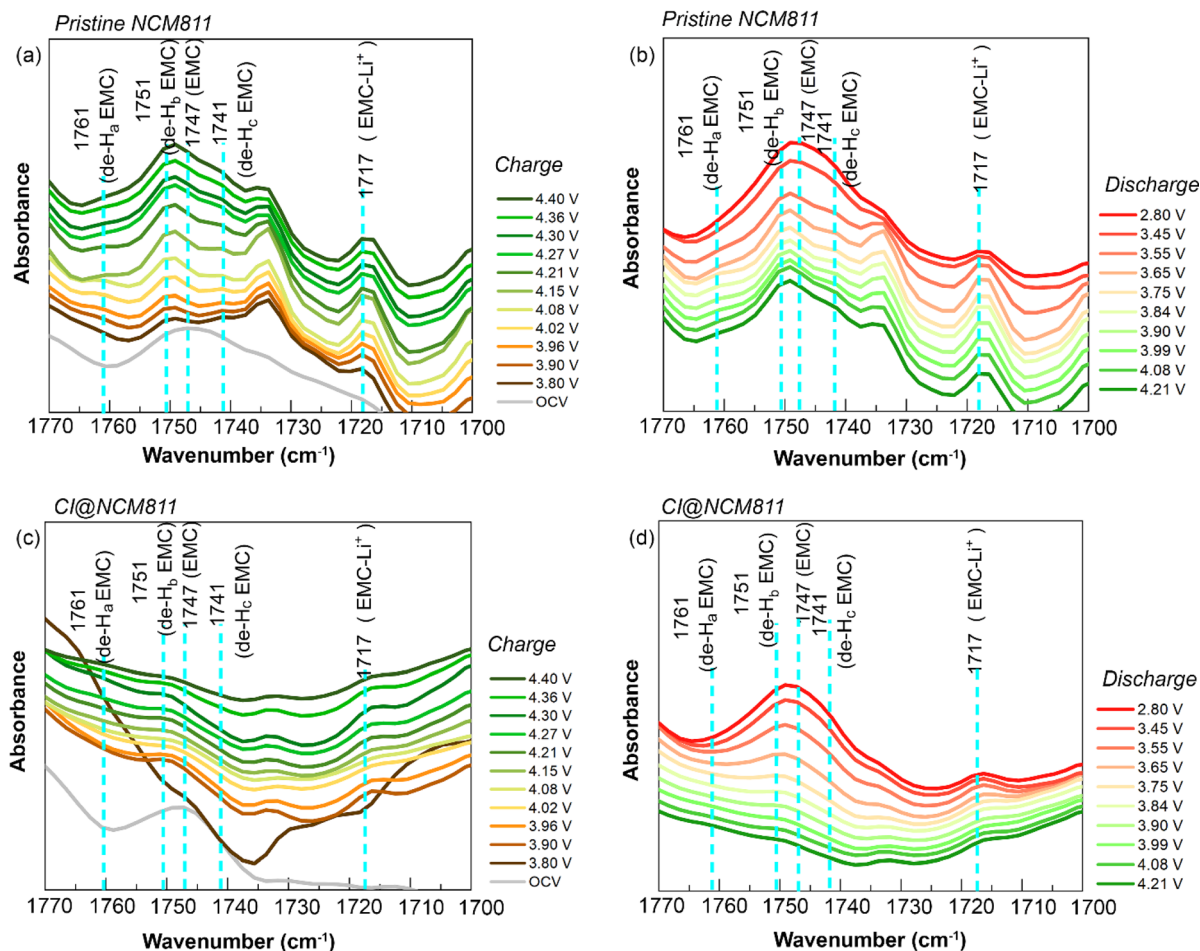 Pristine NCM811
(a)
1761
(de-Ha EMC)
1751
(de-Hb EMC)
1747 (EMC)
1741
(de-Hc EMC)
1717 ( EMC-Li+ )
Absorbance
1770 1760 1750 1740 1730 1720 1710 1700
Wavenumber (cm-1)
Charge
4.40 V
4.36 V
4.30 V
4.27 V
4.21 V
4.15 V
4.08 V
4.02 V
3.96 V
3.90 V
3.80 V
OCV
Pristine NCM811
(b)
1761
(de-Ha EMC)
1751
(de-Hb EMC)
1747 (EMC)
1741
(de-Hc EMC)
1717 ( EMC-Li+ )
Absorbance
1770 1760 1750 1740 1730 1720 1710 1700
Wavenumber (cm-1)
Discharge
2.80 V
3.45 V
3.55 V
3.65 V
3.75 V
3.84 V
3.90 V
3.99 V
4.08 V
4.21 V
CI@NCM811
(c)
1761
(de-Ha EMC)
1751
(de-Hb EMC)
1747 (EMC)
1741
(de-Hc EMC)
1717 ( EMC-Li+ )
Absorbance
1770 1760 1750 1740 1730 1720 1710 1700
Wavenumber (cm-1)
Charge
4.40 V
4.36 V
4.30 V
4.27 V
4.21 V
4.15 V
4.08 V
4.02 V
3.96 V
3.90 V
3.80 V
OCV
CI@NCM811
(d)
1761
(de-Ha EMC)
1751
(de-Hb EMC)
1747 (EMC)
1741
(de-Hc EMC)
1717 ( EMC-Li+ )
Absorbance
1770 1760 1750 1740 1730 1720 1710 1700
Wavenumber (cm-1)
Discharge
2.80 V
3.45 V
3.55 V
3.65 V
3.75 V
3.84 V
3.90 V
3.99 V
4.08 V
4.21 V